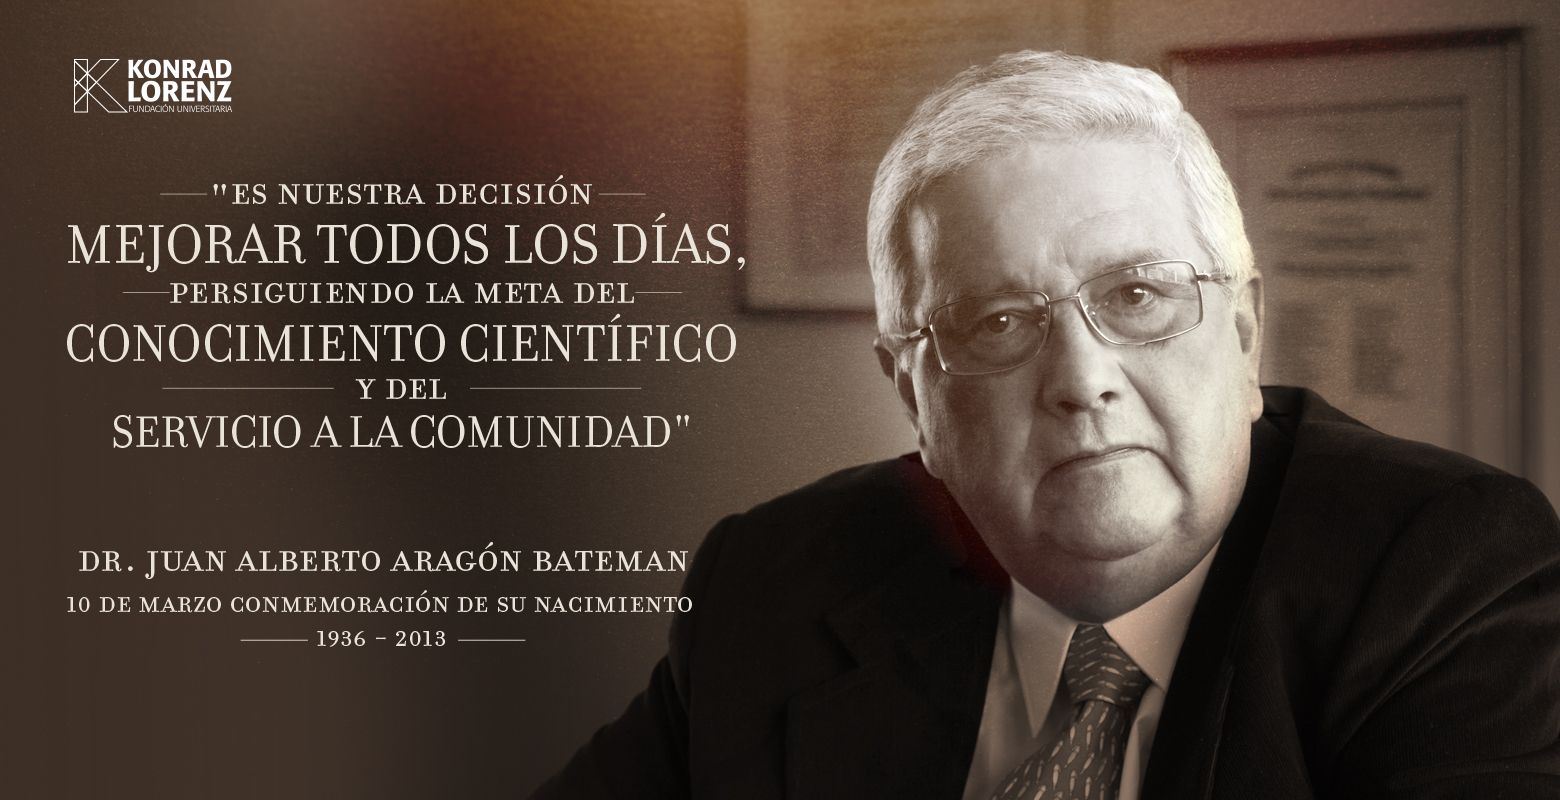 KONRAD
LORENZ
FUNDACIÓN UNIVERSITARIA
"ES NUESTRA DECISIÓN
MEJORAR TODOS LOS DÍAS,
PERSIGUIENDO LA META DEL
CONOCIMIENTO CIENTÍFICO
Y DEL
SERVICIO A LA COMUNIDAD"
DR. JUAN ALBERTO ARAGÓN BATEMAN
10 DE MARZO CONMEMORACIÓN DE SU NACIMIENTO
1936 - 2013